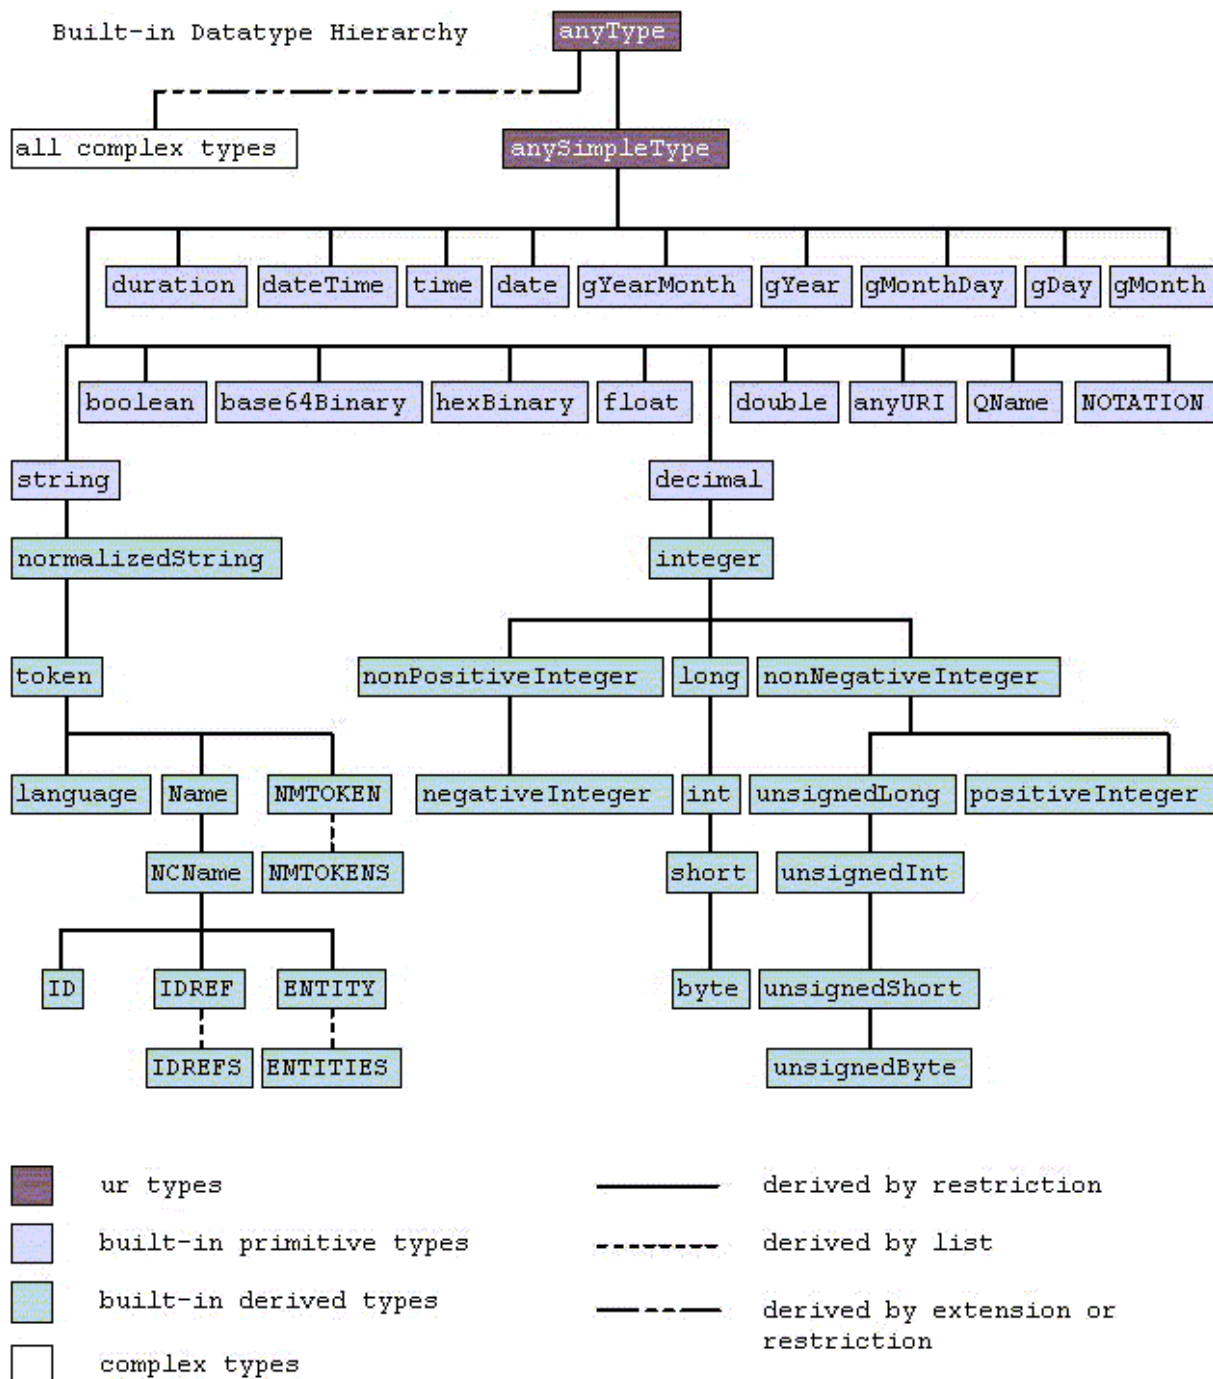 Built-in Datatype Hierarchy
anyType
all complex types
anySimpleType
duration dateTime time date gYearMonth gYear gMonthDay gDay gMonth
boolean base64Binary hexBinary float double anyURI QName NOTATION
string decimal
normalizedString integer
token nonPositiveInteger long nonNegativeInteger
language Name NMTOKEN negativeInteger int unsignedLong positiveInteger
NCName NMTOKENS short unsignedInt
ID IDREF ENTITY byte unsignedShort
IDREFS ENTITIES unsignedByte
ur types derived by restriction
built-in primitive types derived by list
built-in derived types derived by extension or
restriction
complex types